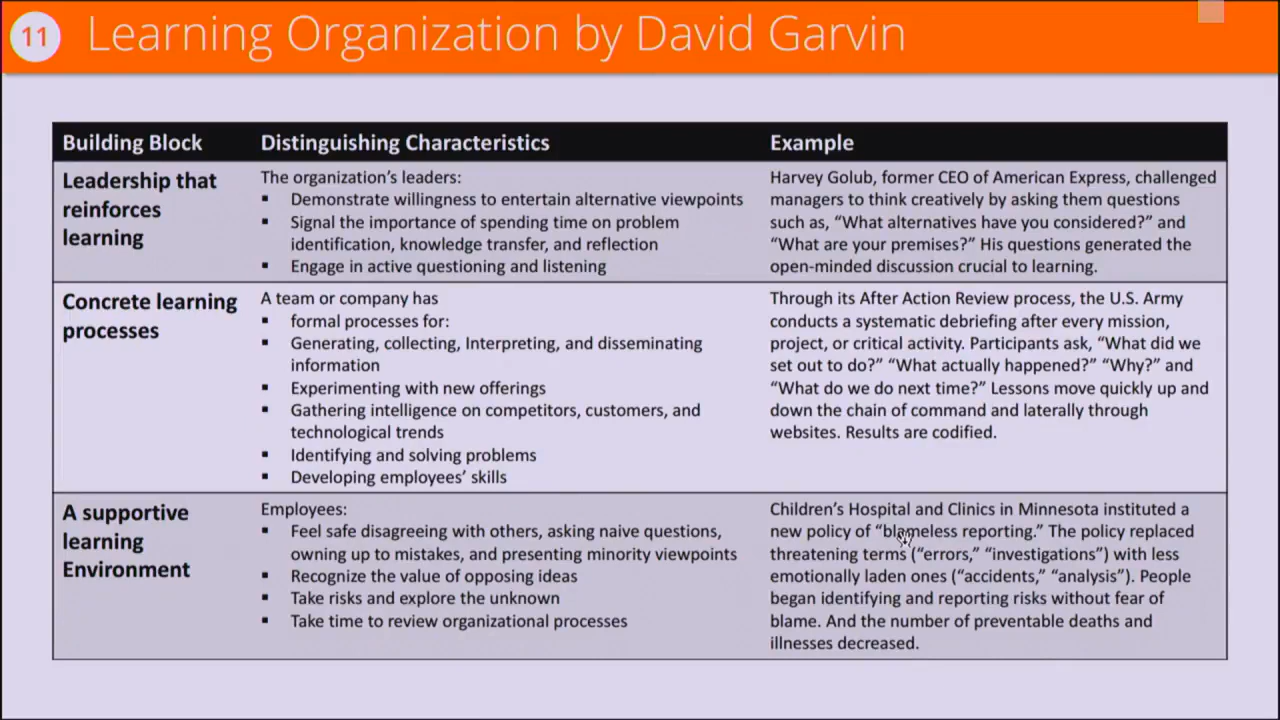 11
Learning Organization by David Garvin
Building Block
Distinguishing Characteristics
Example
Leadership that
reinforces
learning
The organization's leaders:
▪ Demonstrate willingness to entertain alternative viewpoints
▪ Signal the importance of spending time on problem
identification, knowledge transfer, and reflection
▪ Engage in active questioning and listening
Harvey Golub, former CEO of American Express, challenged
managers to think creatively by asking them questions
such as, “What alternatives have you considered?” and
“What are your premises?” His questions generated the
open-minded discussion crucial to learning.
Concrete learning
processes
A team or company has
▪ formal processes for:
▪ Generating, collecting, Interpreting, and disseminating
information
▪ Experimenting with new offerings
▪ Gathering intelligence on competitors, customers, and
technological trends
▪ Identifying and solving problems
▪ Developing employees' skills
Through its After Action Review process, the U.S. Army
conducts a systematic debriefing after every mission,
project, or critical activity. Participants ask, “What did we
set out to do?” “What actually happened?” “Why?” and
“What do we do next time?” Lessons move quickly up and
down the chain of command and laterally through
websites. Results are codified.
A supportive
learning
Environment
Employees:
▪ Feel safe disagreeing with others, asking naive questions,
owning up to mistakes, and presenting minority viewpoints
▪ Recognize the value of opposing ideas
▪ Take risks and explore the unknown
▪ Take time to review organizational processes
Children's Hospital and Clinics in Minnesota instituted a
new policy of “blameless reporting.” The policy replaced
threatening terms (“errors,” “investigations”) with less
emotionally laden ones (“accidents,” “analysis”). People
began identifying and reporting risks without fear of
blame. And the number of preventable deaths and
illnesses decreased.